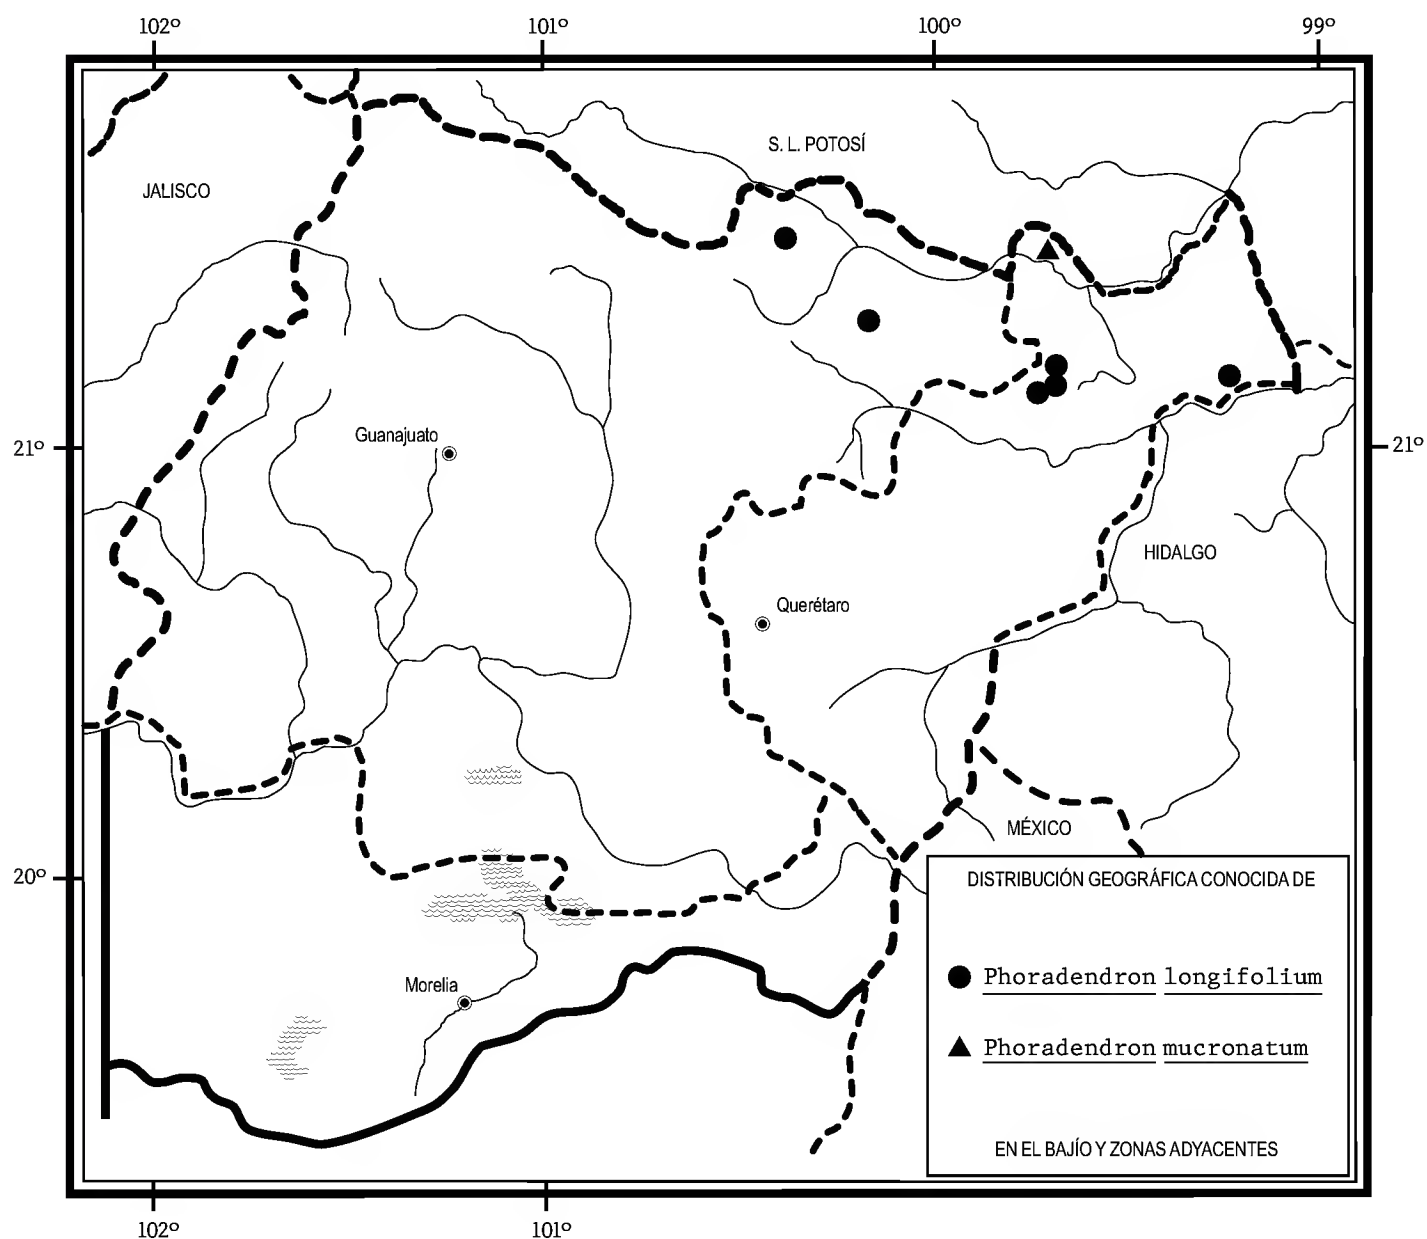 102º 101º 100º 99º
S. L. POTOSÍ
JALISCO
Guanajuato
21º 21º
HIDALGO
Querétaro
MÉXICO
20º
DISTRIBUCIÓN GEOGRÁFICA CONOCIDA DE
Phoradendron longifolium
Morelia
Phoradendron mucronatum
EN EL BAJÍO Y ZONAS ADYACENTES
102º 101º